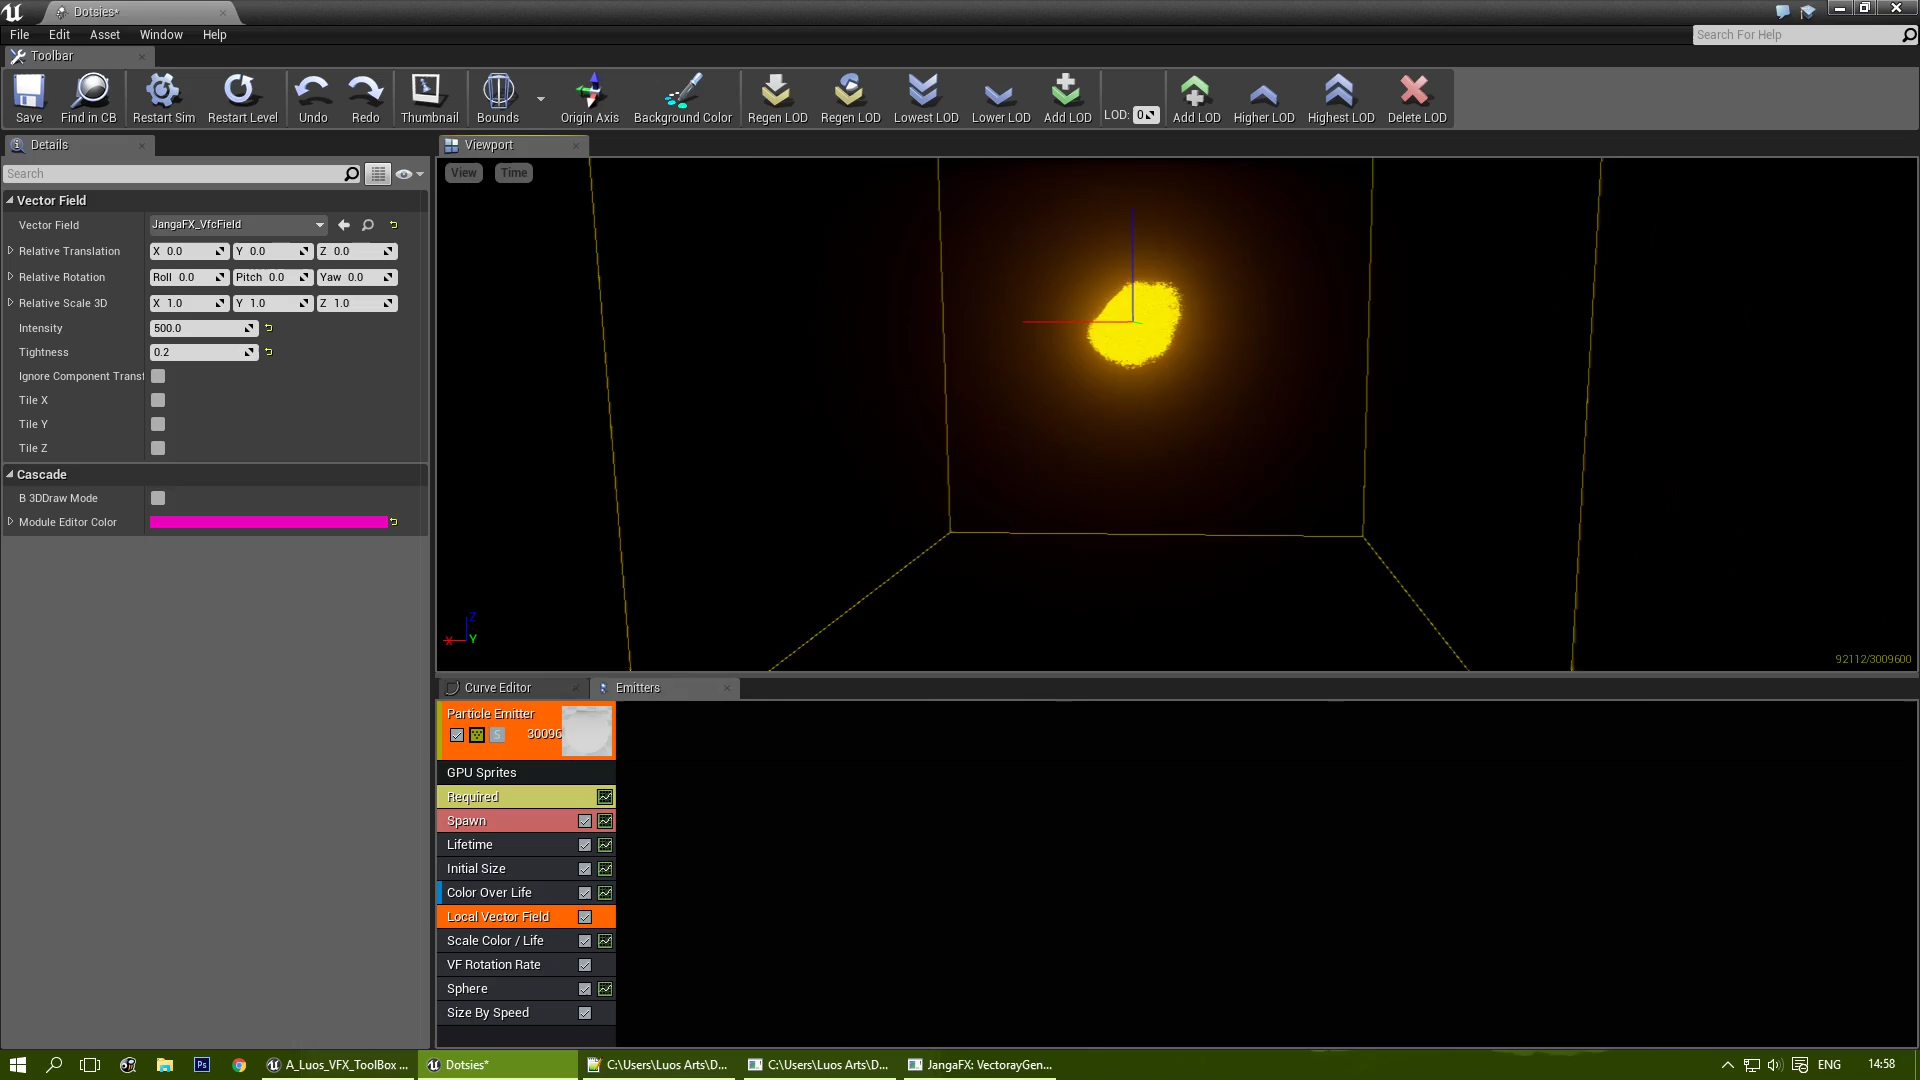 Dotsies*
File Edit Asset Window Help
Search For Help
Toolbar
Save Find in CB Restart Sim Restart Level Undo Redo Thumbnail Bounds Origin Axis Background Color Regen LOD Regen LOD Lowest LOD Lower LOD Add LOD LOD: 0 Add LOD Higher LOD Highest LOD Delete LOD
Details
Search
Vector Field
Vector Field JangaFX_VfcField
Relative Translation X 0.0 Y 0.0 Z 0.0
Relative Rotation Roll 0.0 Pitch 0.0 Yaw 0.0
Relative Scale 3D X 1.0 Y 1.0 Z 1.0
Intensity 500.0
Tightness 0.2
Ignore Component Transf
Tile X
Tile Y
Tile Z
Cascade
B 3DDraw Mode
Module Editor Color
Viewport
View Time
Z
X Y
92112/3009600
Curve Editor Emitters
Particle Emitter
S 30096
GPU Sprites
Required
Spawn
Lifetime
Initial Size
Color Over Life
Local Vector Field
Scale Color / Life
VF Rotation Rate
Sphere
Size By Speed
Ps A_Luos_VFX_ToolBox ... Dotsies* C:\Users\Luos Arts\D... C:\Users\Luos Arts\D... JangaFX: VectorayGen... ENG 14:58